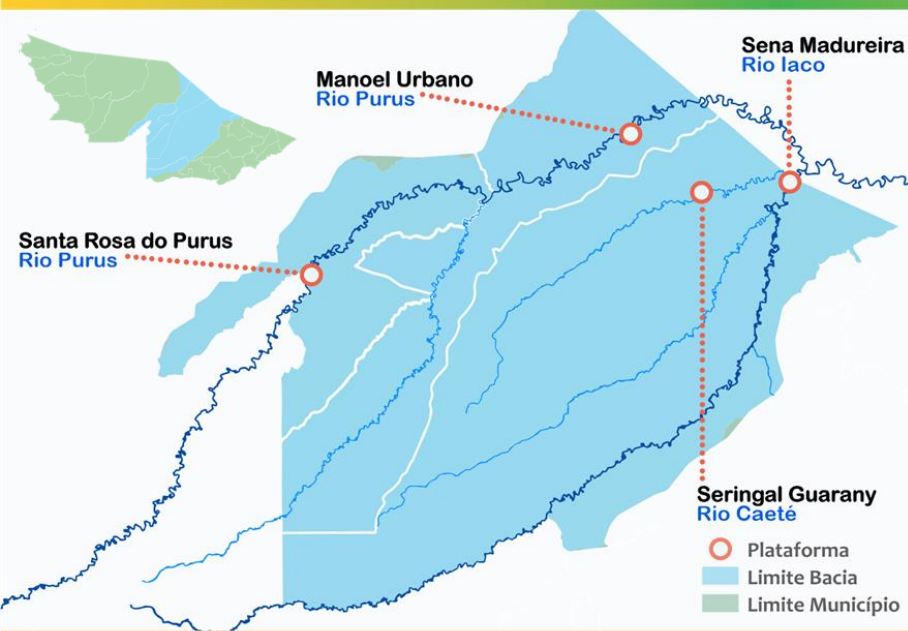 Sena Madureira
Rio Iaco
Manoel Urbano
Rio Purus
Santa Rosa do Purus
Rio Purus
Seringal Guarany
Rio Caeté
Plataforma
Limite Bacia
Limite Município